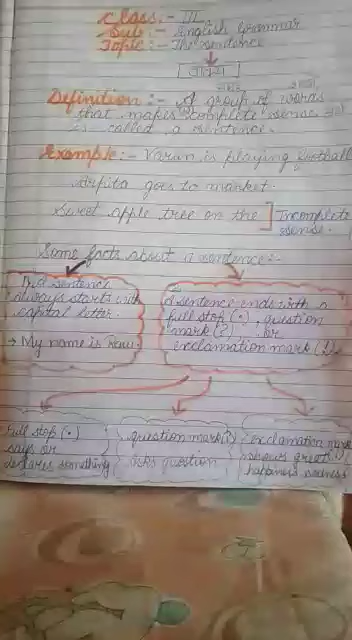 Class:- III
Sub:- English Grammar
Topic:- The sentence
वाक्य
Definition:- A group of words
that makes complete sense
is called a sentence.
Example:- Varun is playing football
Arpita goes to market.
Sweet apple tree on the ] Incomplete
sense.
Some facts about a sentence:-
sentence
always starts with
capital letter.
→ My name is Renu.
A sentence ends with a
full stop (.), question
mark (?), or
exclamation mark (!).
full stop (.)
says or
declares something
question mark (?)
asks question
exclamation mark
shows great
happiness sadness